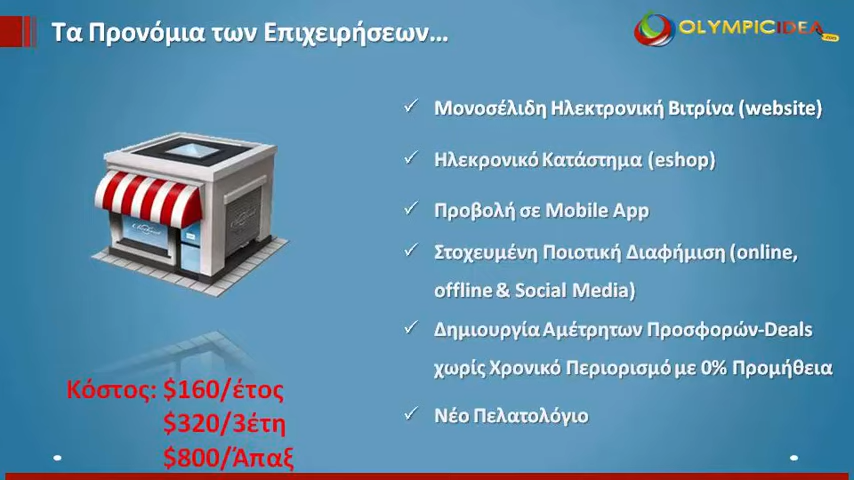 Τα Προνόμια των Επιχειρήσεων...
OLYMPICIDEA
Μονοσέλιδη Ηλεκτρονική Βιτρίνα (website)
Ηλεκρονικό Κατάστημα (eshop)
Προβολή σε Mobile App
Στοχευμένη Ποιοτική Διαφήμιση (online,
offline & Social Media)
Δημιουργία Αμέτρητων Προσφορών-Deals
χωρίς Χρονικό Περιορισμό με 0% Προμήθεια
Νέο Πελατολόγιο
Κόστος: $160/έτος
$320/3έτη
$800/Άπαξ